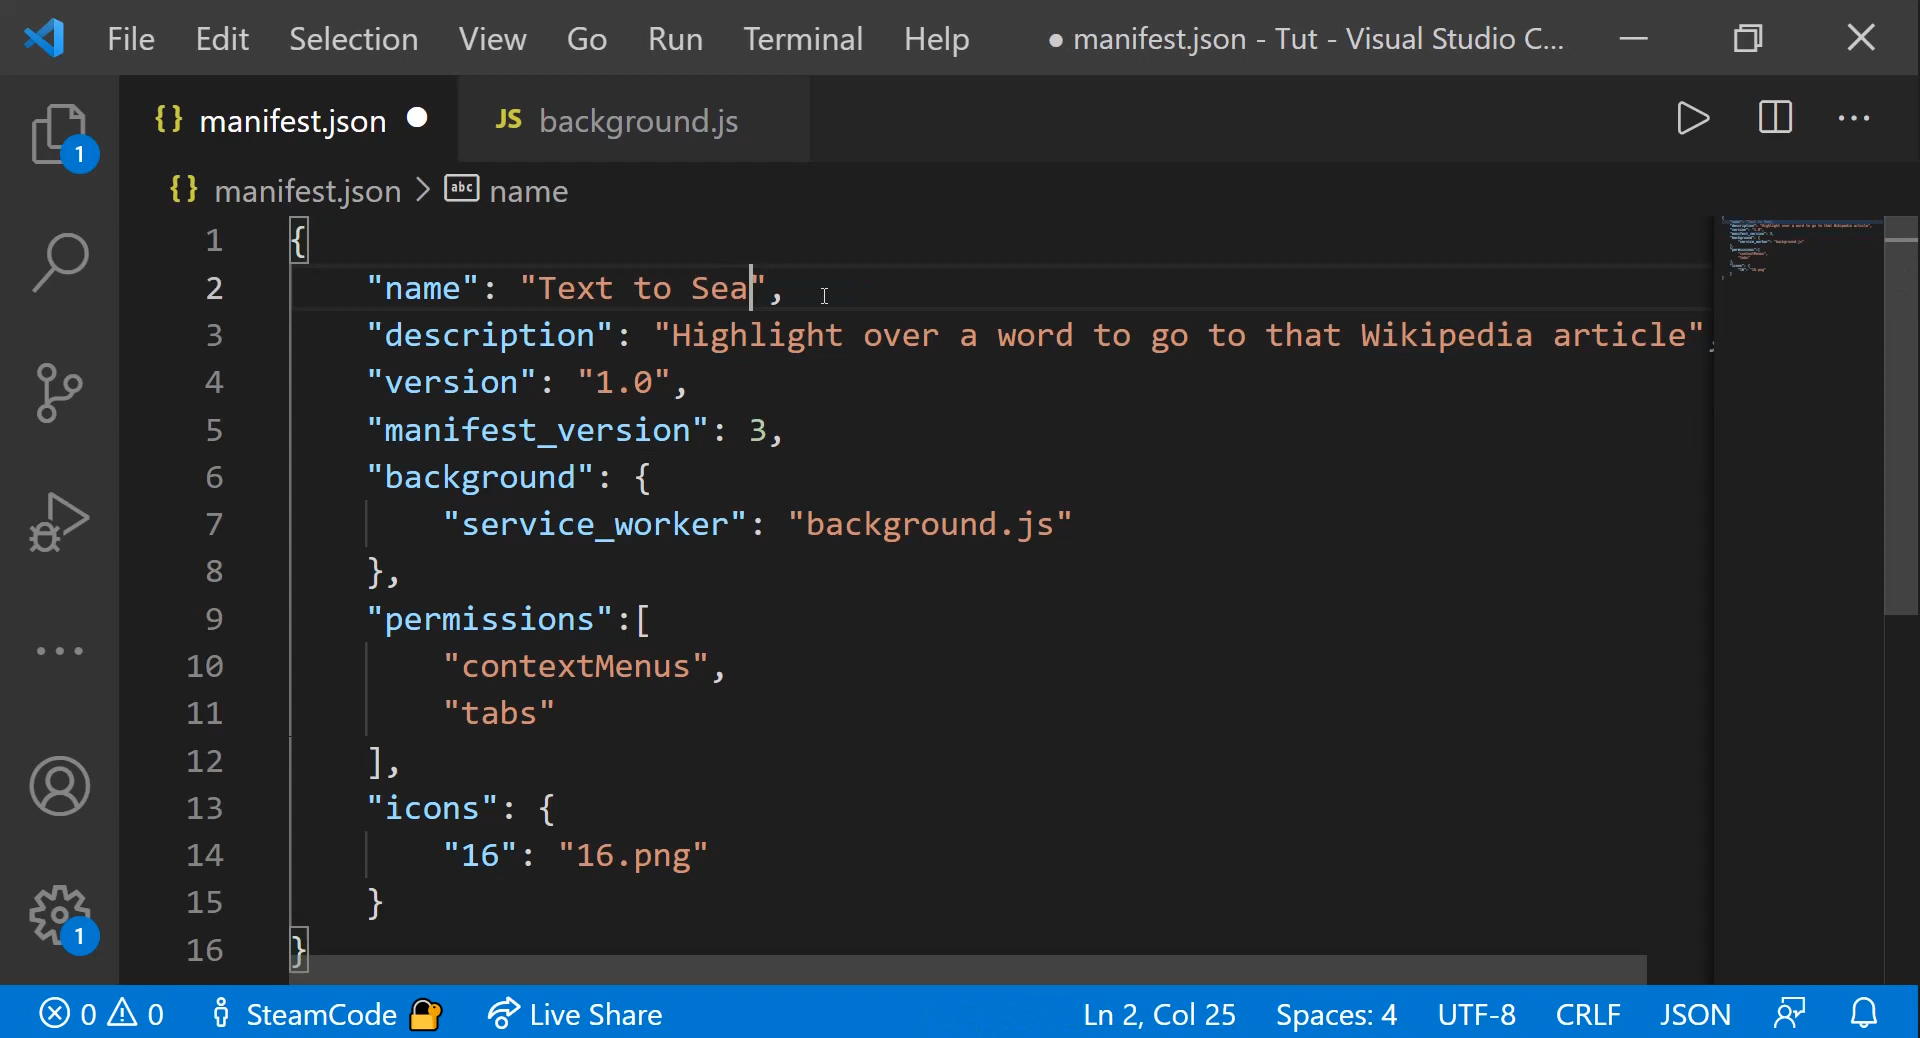 File Edit Selection View Go Run Terminal Help ● manifest.json - Tut - Visual Studio C...
{} manifest.json ● JS background.js
1
{} manifest.json > abc name
1 {
2 "name": "Text to Sea",
3 "description": "Highlight over a word to go to that Wikipedia article",
4 "version": "1.0",
5 "manifest_version": 3,
6 "background": {
7 "service_worker": "background.js"
8 },
9 "permissions":[
10 "contextMenus",
11 "tabs"
12 ],
13 "icons": {
14 "16": "16.png"
15 }
1
16 }
0 0 SteamCode Live Share Ln 2, Col 25 Spaces: 4 UTF-8 CRLF JSON